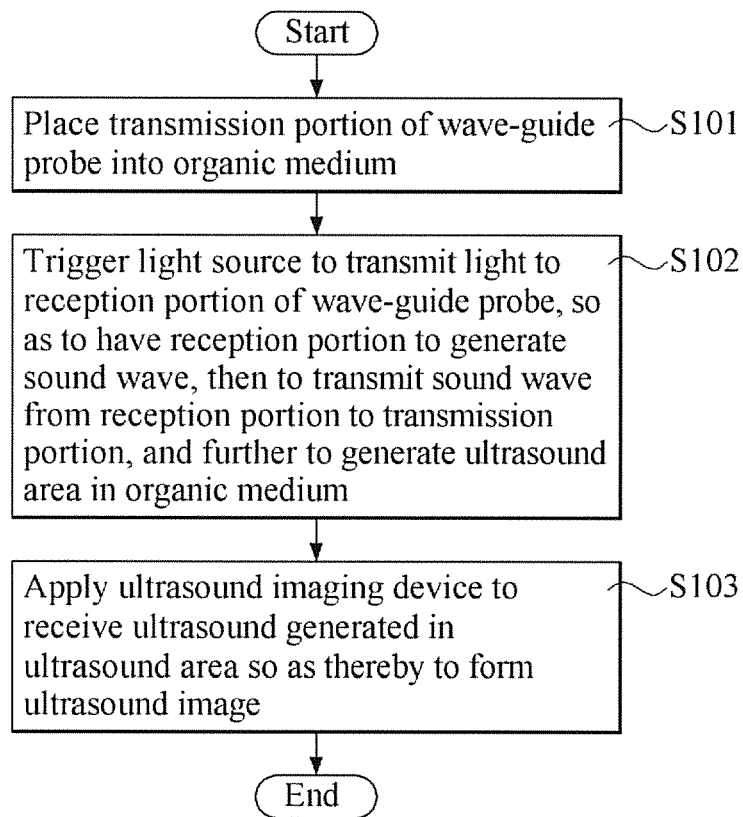 Start
Place transmission portion of wave-guide
probe into organic medium
S101
Trigger light source to transmit light to
reception portion of wave-guide probe, so
as to have reception portion to generate
sound wave, then to transmit sound wave
from reception portion to transmission
portion, and further to generate ultrasound
area in organic medium
S102
Apply ultrasound imaging device to
receive ultrasound generated in
ultrasound area so as thereby to form
ultrasound image
S103
End